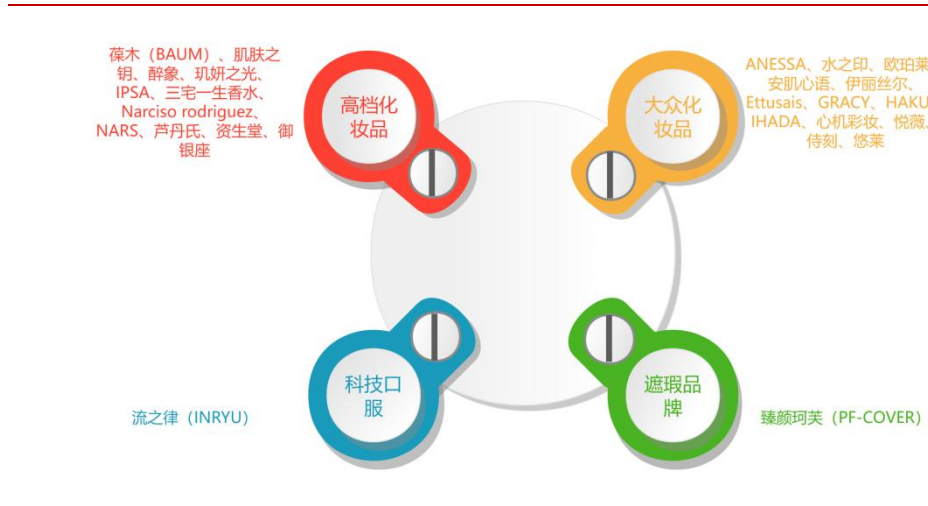 葆木（BAUM）、肌肤之
钥、醉象、玑妍之光、
IPSA、三宅一生香水、
Narciso rodriguez、
NARS、芦丹氏、资生堂、御
银座
高档化
妆品
大众化
妆品
ANESSA、水之印、欧珀莱
安肌心语、伊丽丝尔、
Ettusais、GRACY、HAKU
IHADA、心机彩妆、悦薇、
侍刻、悠莱
科技口
服
流之律（INRYU）
遮瑕品
牌
臻颜珂芙（PF-COVER）